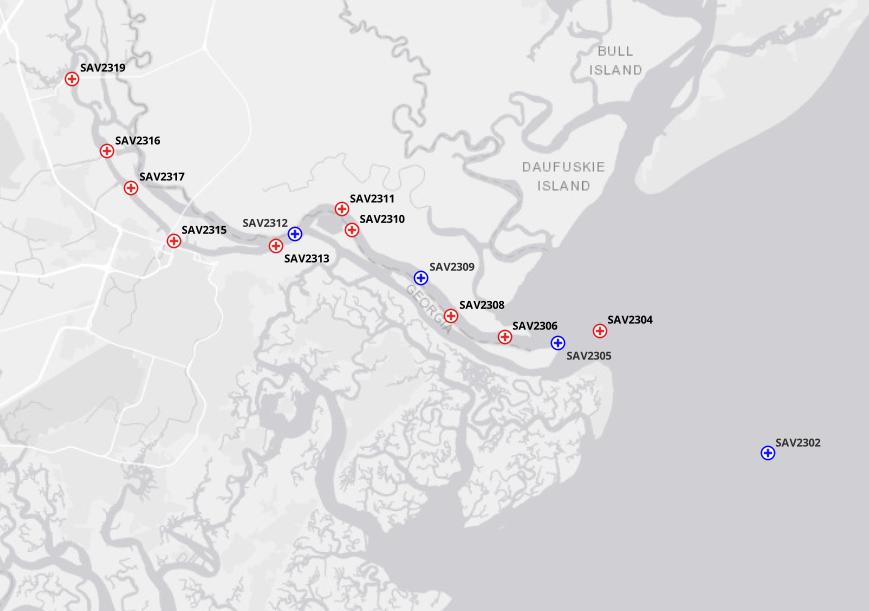 BULL
ISLAND
SAV2319
SAV2316
DAUFUSKIE
ISLAND
SAV2317
SAV2311
SAV2312
SAV2310
SAV2315
SAV2313
SAV2309
GEORGIA
SAV2308
SAV2304
SAV2306
SAV2305
SAV2302